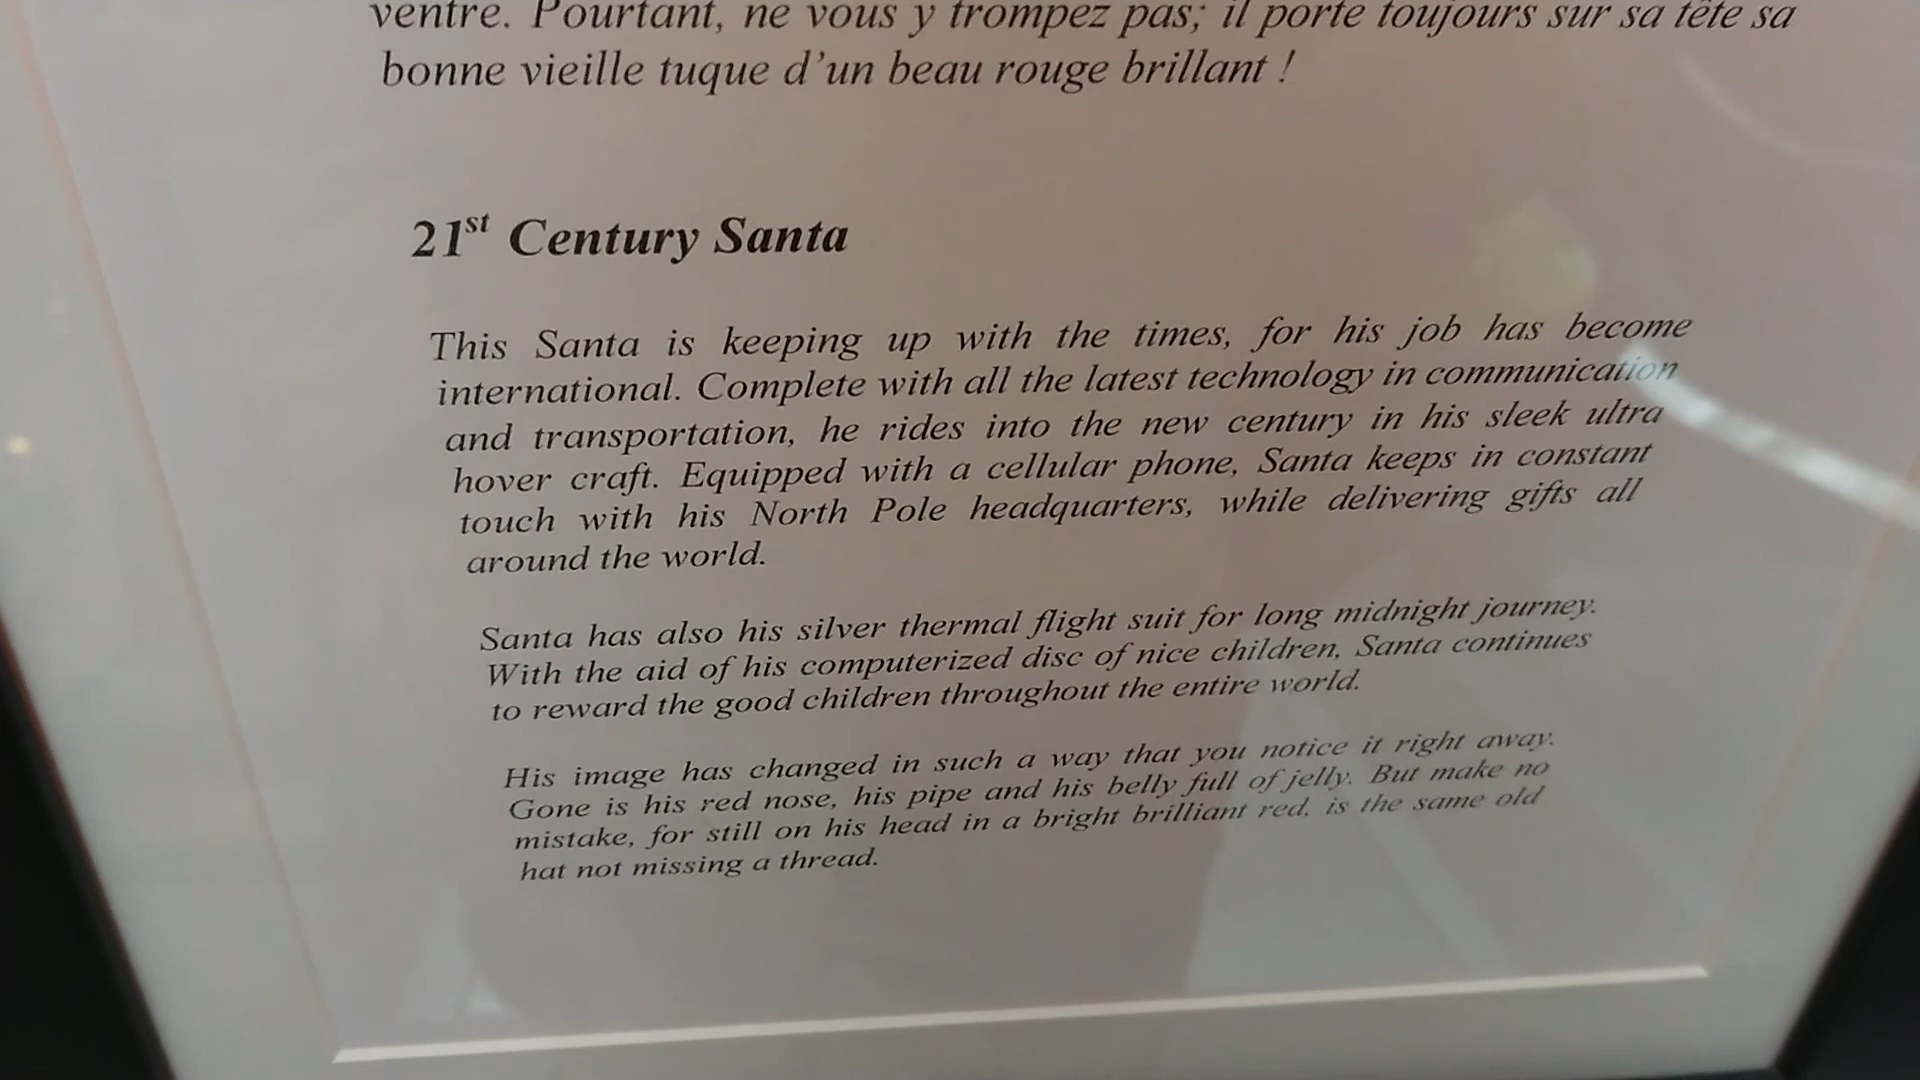 ventre. Pourtant, ne vous y trompez pas; il porte toujours sur sa tête sa
bonne vieille tuque d'un beau rouge brillant !
21st Century Santa
This Santa is keeping up with the times, for his job has become
international. Complete with all the latest technology in communication
and transportation, he rides into the new century in his sleek ultra
hover craft. Equipped with a cellular phone, Santa keeps in constant
touch with his North Pole headquarters, while delivering gifts all
around the world.
Santa has also his silver thermal flight suit for long midnight journey.
With the aid of his computerized disc of nice children, Santa continues
to reward the good children throughout the entire world.
His image has changed in such a way that you notice it right away.
Gone is his red nose, his pipe and his belly full of jelly. But make no
mistake, for still on his head in a bright brilliant red, is the same old
hat not missing a thread.